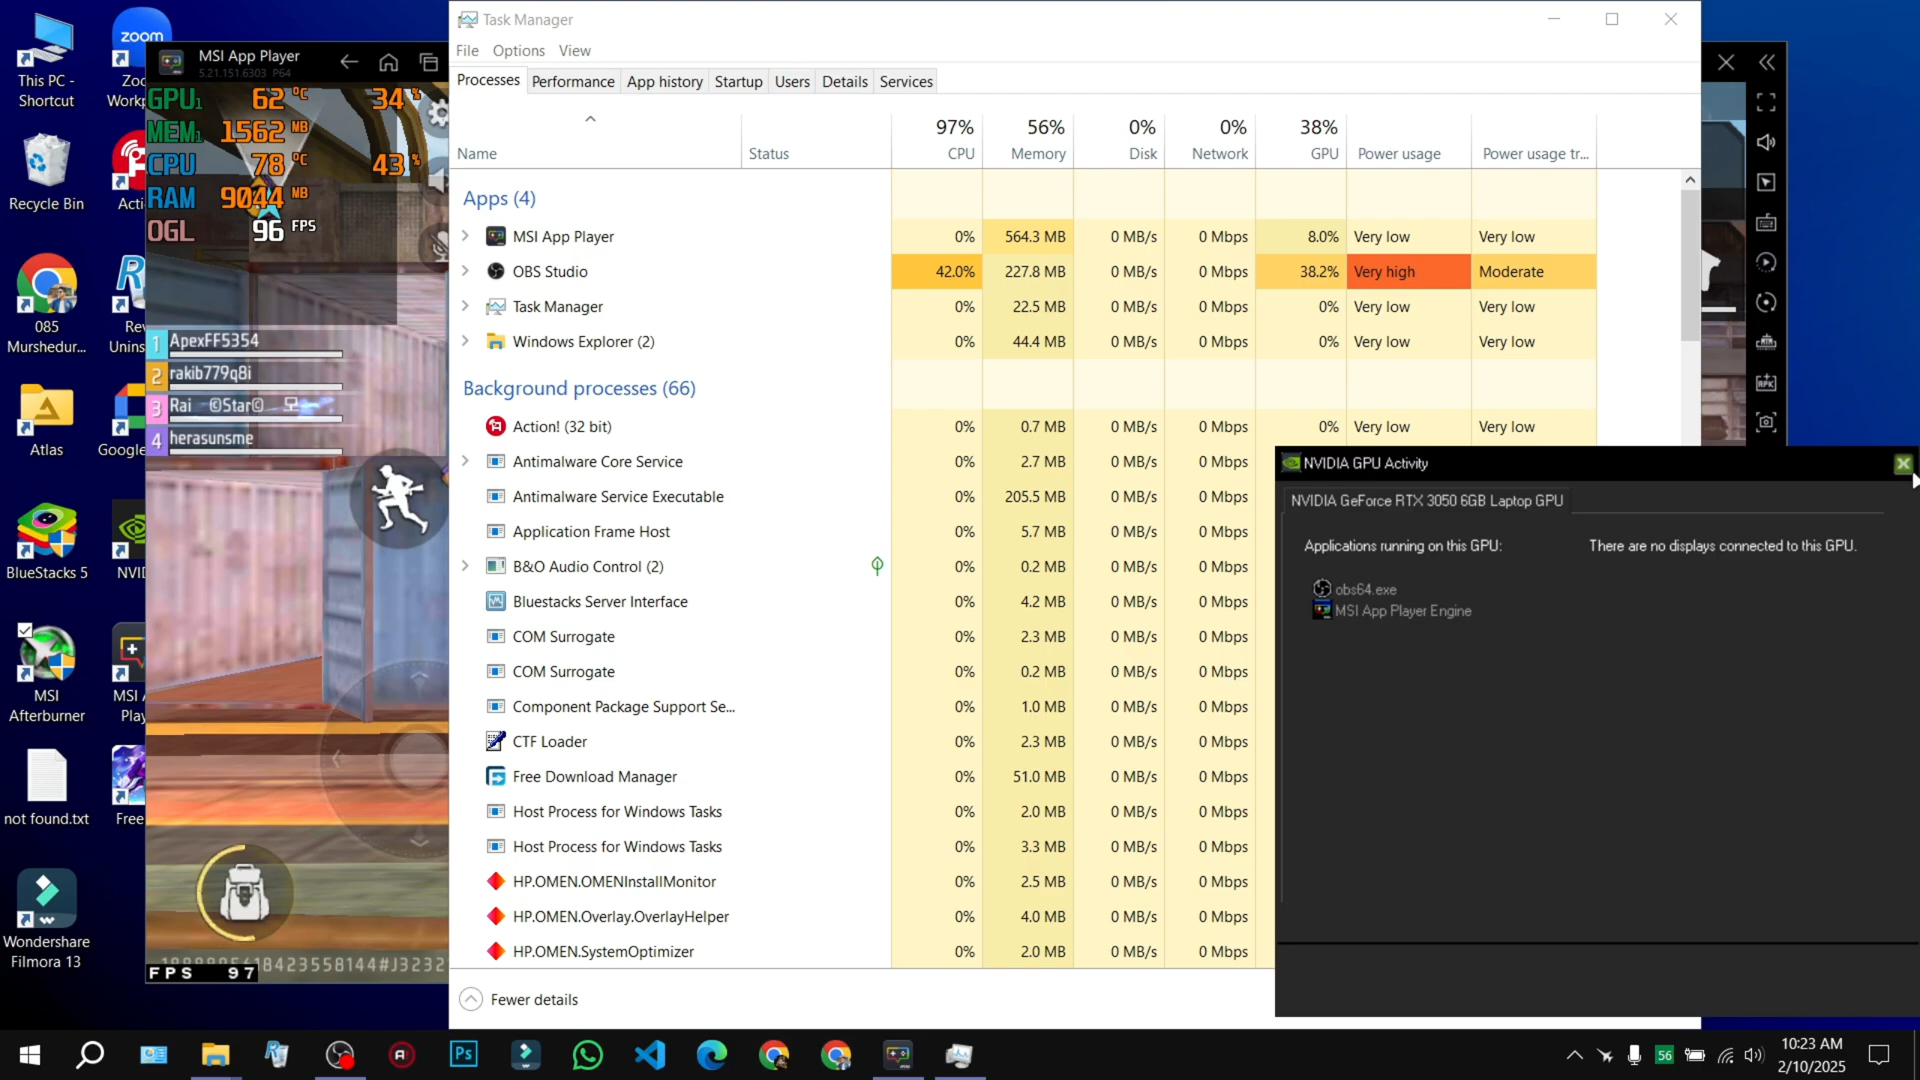 This PC -
Shortcut
Recycle Bin
085
Murshedur...
Atlas
BlueStacks 5
MSI
Afterburner
not found.txt
Wondershare
Filmora 13
zoom
Zoo
Workp
Acti
Rev
Unins
Google
NVID
MSI A
Play
Free
MSI App Player
5.21.151.6303 P64
GPU1 62 °C 34 %
MEM1 1562 MB
CPU 78 °C 43 %
RAM 9044 MB
OGL 96 FPS
1 ApexFF5354
2 rakib779q8i
3 Rai ©Star©
4 herasunsme
FPS 97
Task Manager
File Options View
Processes Performance App history Startup Users Details Services
97% 56% 0% 0% 38%
Name Status CPU Memory Disk Network GPU Power usage Power usage tr...
Apps (4)
MSI App Player 0% 564.3 MB 0 MB/s 0 Mbps 8.0% Very low Very low
OBS Studio 42.0% 227.8 MB 0 MB/s 0 Mbps 38.2% Very high Moderate
Task Manager 0% 22.5 MB 0 MB/s 0 Mbps 0% Very low Very low
Windows Explorer (2) 0% 44.4 MB 0 MB/s 0 Mbps 0% Very low Very low
Background processes (66)
Action! (32 bit) 0% 0.7 MB 0 MB/s 0 Mbps 0% Very low Very low
Antimalware Core Service 0% 2.7 MB 0 MB/s 0 Mbps
Antimalware Service Executable 0% 205.5 MB 0 MB/s 0 Mbps
Application Frame Host 0% 5.7 MB 0 MB/s 0 Mbps
B&O Audio Control (2) 0% 0.2 MB 0 MB/s 0 Mbps
Bluestacks Server Interface 0% 4.2 MB 0 MB/s 0 Mbps
COM Surrogate 0% 2.3 MB 0 MB/s 0 Mbps
COM Surrogate 0% 0.2 MB 0 MB/s 0 Mbps
Component Package Support Se... 0% 1.0 MB 0 MB/s 0 Mbps
CTF Loader 0% 2.3 MB 0 MB/s 0 Mbps
Free Download Manager 0% 51.0 MB 0 MB/s 0 Mbps
Host Process for Windows Tasks 0% 2.0 MB 0 MB/s 0 Mbps
Host Process for Windows Tasks 0% 3.3 MB 0 MB/s 0 Mbps
HP.OMEN.OMENInstallMonitor 0% 2.5 MB 0 MB/s 0 Mbps
HP.OMEN.Overlay.OverlayHelper 0% 4.0 MB 0 MB/s 0 Mbps
HP.OMEN.SystemOptimizer 0% 2.0 MB 0 MB/s 0 Mbps
Fewer details
NVIDIA GPU Activity
NVIDIA GeForce RTX 3050 6GB Laptop GPU
Applications running on this GPU: There are no displays connected to this GPU.
obs64.exe
MSI App Player Engine
Ps
56
10:23 AM
2/10/2025